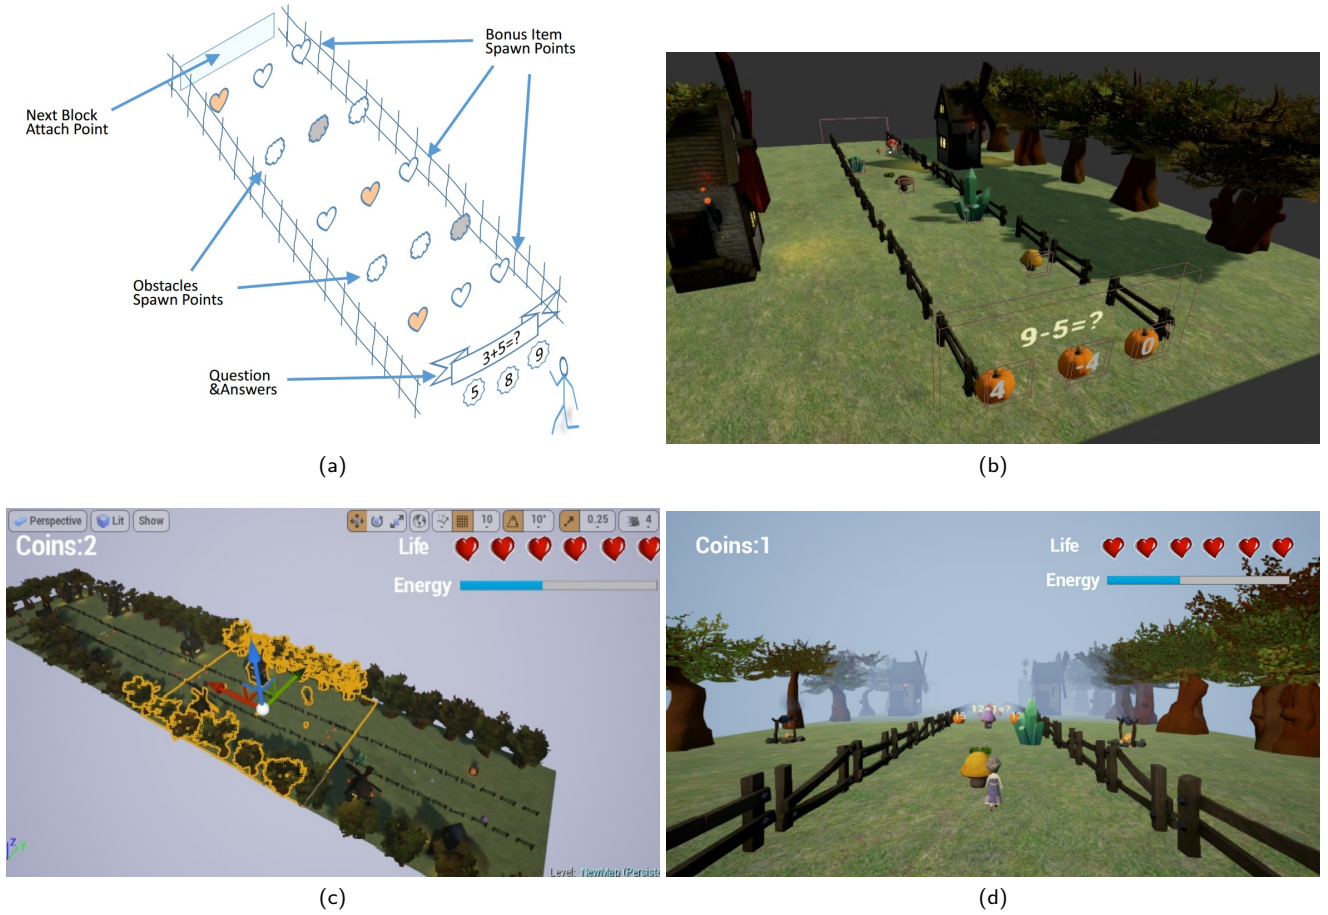 Bonus Item
Spawn Points
Next Block
Attach Point
Obstacles
Spawn Points
Question
&Answers
3+5=?
5
8
9
(a)
9-5=?
4
-4
0
(b)
Perspective
Lit
Show
10
10°
0.25
4
Coins:2
Life
Energy
Z
Y
Level: NewMap (Persiste
(c)
Coins:1
Life
Energy
15
(d)